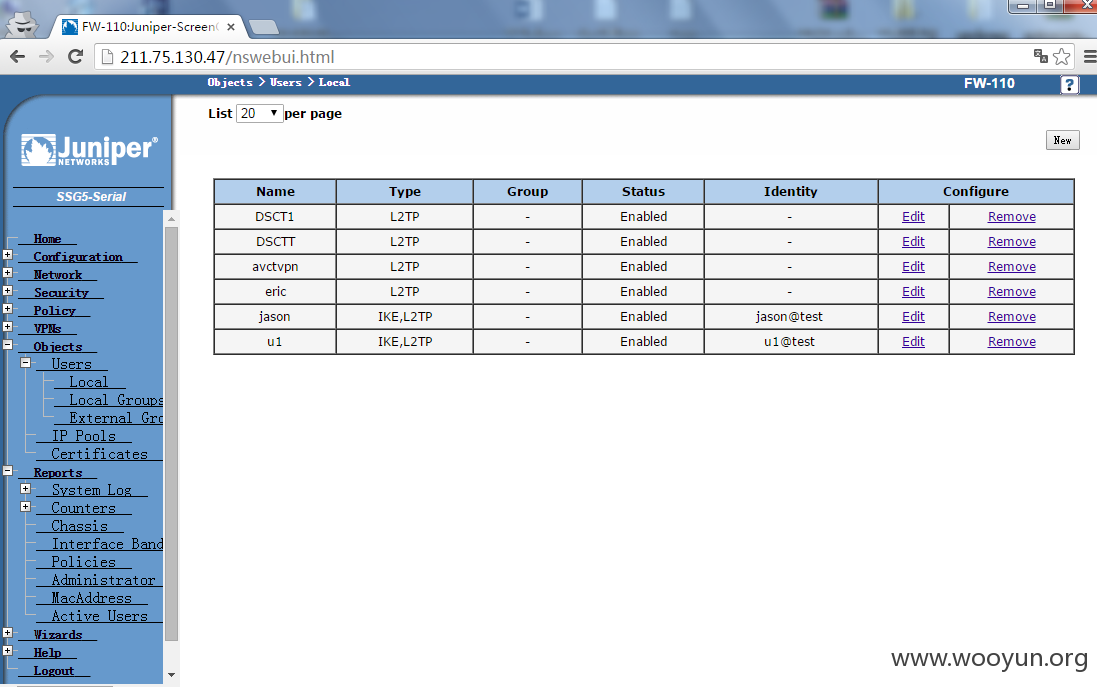 FW-110:Juniper-Screen
211.75.130.47/nswebui.html
Objects > Users > Local
FW-110
?
List 20 per page
Juniper®
NETWORKS
New
SSG5-Serial
Name Type Group Status Identity Configure
DSCT1 L2TP - Enabled - Edit Remove
DSCTT L2TP - Enabled - Edit Remove
avctvpn L2TP - Enabled - Edit Remove
eric L2TP - Enabled - Edit Remove
jason IKE,L2TP - Enabled jason@test Edit Remove
u1 IKE,L2TP - Enabled u1@test Edit Remove
Home
Configuration
Network
Security
Policy
VPNs
Objects
Users
Local
Local Groups
External Gro
IP Pools
Certificates
Reports
System Log
Counters
Chassis
Interface Band
Policies
Administrator
MacAddress
Active Users
Wizards
Help
Logout
www.wooyun.org